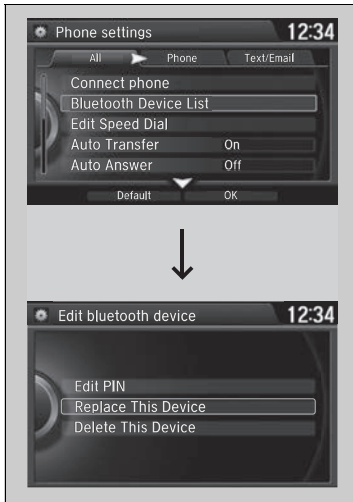 Phone settings 12:34
All Phone Text/Email
Connect phone
Bluetooth Device List
Edit Speed Dial
Auto Transfer On
Auto Answer Off
Default OK
Edit bluetooth device 12:34
Edit PIN
Replace This Device
Delete This Device